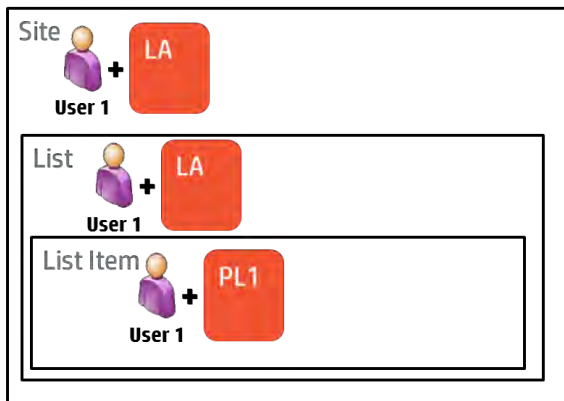 Site
LA
User 1
List
LA
User 1
List Item
PL1
User 1